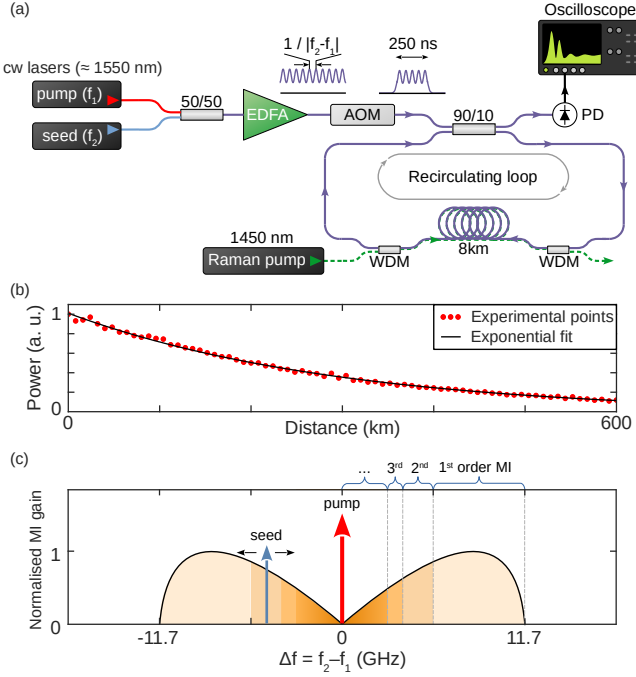 (a)
Oscilloscope
1 / |f₂-f₁|
250 ns
cw lasers (≈ 1550 nm)
pump (f₁)
50/50
seed (f₂)
EDFA
AOM
90/10
PD
Recirculating loop
1450 nm
8km
Raman pump
WDM
WDM
(b)
Power (a. u.)
1
0
Experimental points
Exponential fit
0
600
Distance (km)
(c)
... 3ʳᵈ 2ⁿᵈ 1ˢᵗ order MI
pump
seed
Normalised MI gain
1
0
-11.7
0
11.7
Δf = f₂–f₁ (GHz)